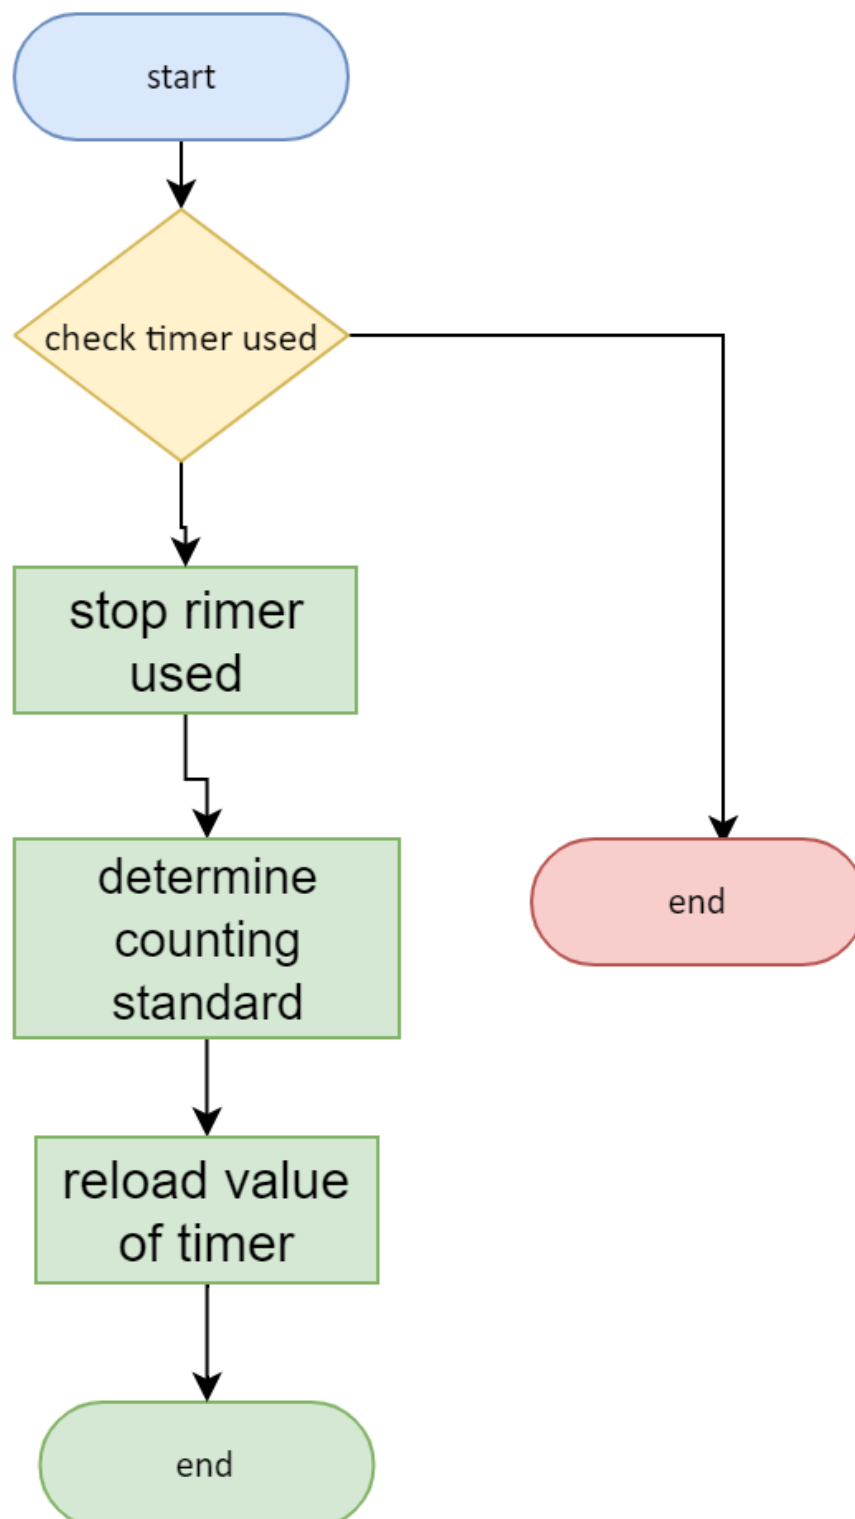 start
check timer used
stop rimer
used
determine
counting
standard
end
reload value
of timer
end